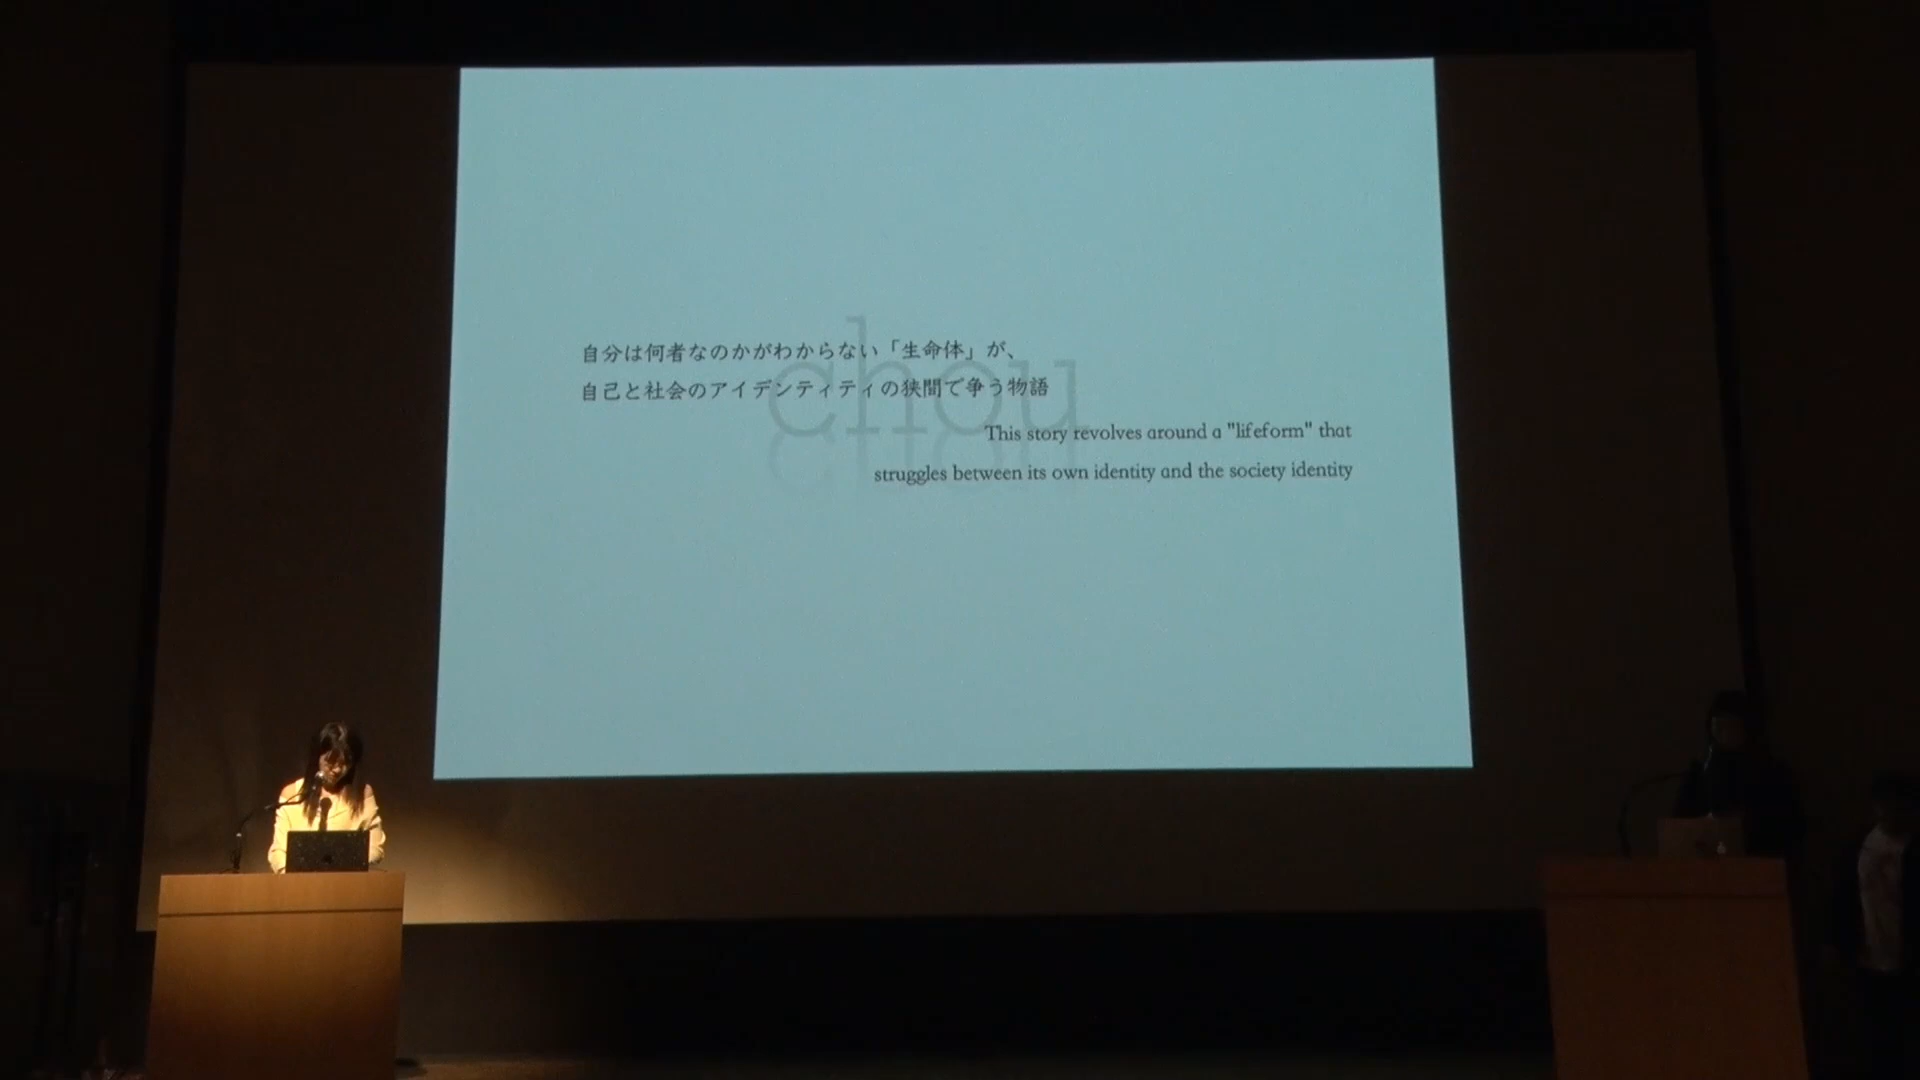 chou
自分は何者なのかがわからない「生命体」が、
自己と社会のアイデンティティの狭間で争う物語
This story revolves around a "lifeform" that
struggles between its own identity and the society identity